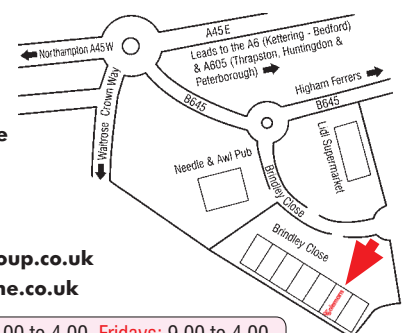 A45 E
Northampton A45 W
Leads to the A6 (Kettering - Bedford)
& A605 (Thrapston, Huntingdon &
Peterborough)
Higham Ferrers
B645
B645
Waitrose
Crown Way
Needle & Awl Pub
Lidl Supermarket
Brindley Close
Brindley Close
oup.co.uk
ne.co.uk
.00 to 4.00 Fridays: 9.00 to 4.00